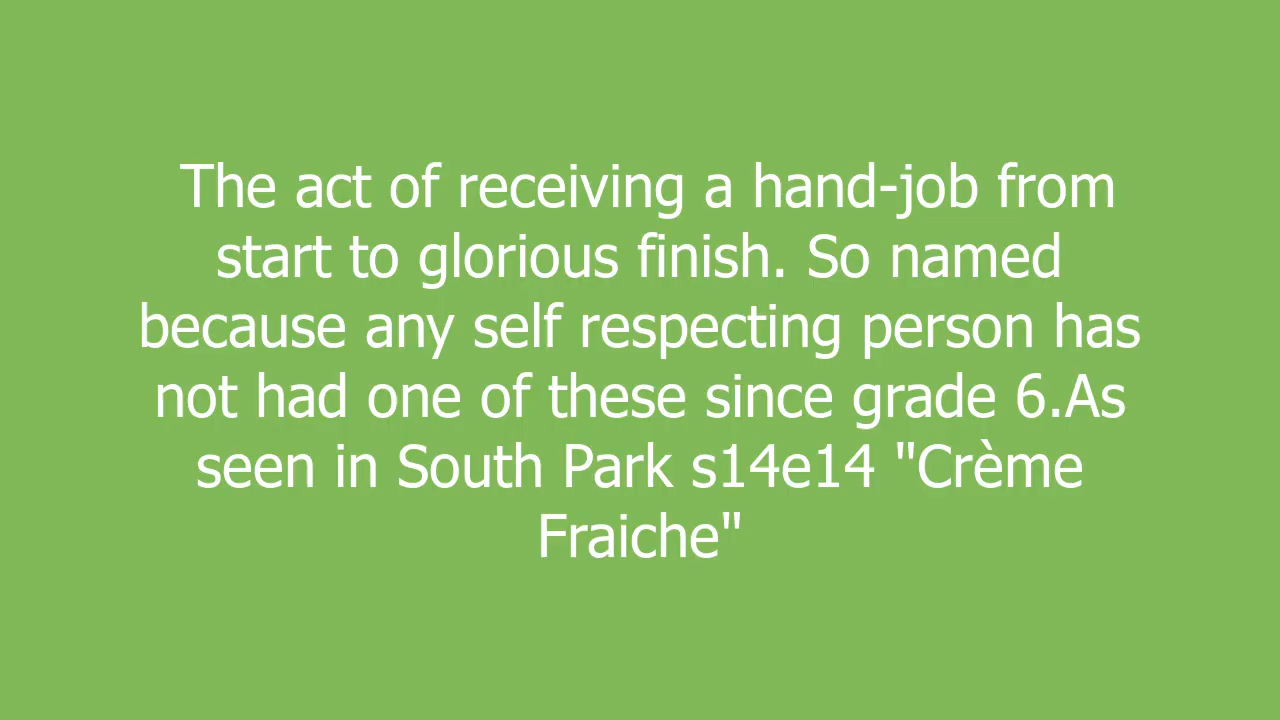 The act of receiving a hand-job from
start to glorious finish. So named
because any self respecting person has
not had one of these since grade 6.As
seen in South Park s14e14 "Crème
Fraiche"